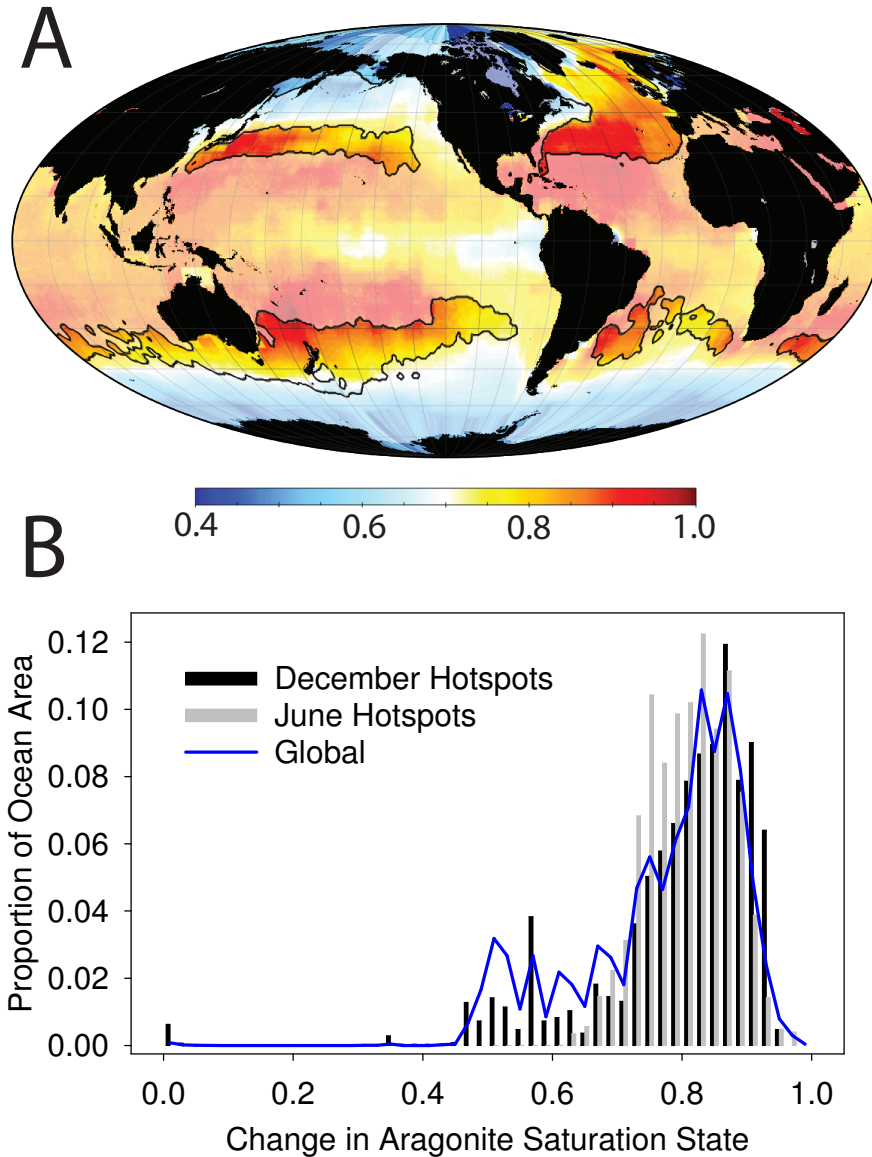 A
0.4 0.6 0.8 1.0
B
0.12
0.10
0.08
0.06
0.04
0.02
0.00
Proportion of Ocean Area
December Hotspots
June Hotspots
Global
0.0 0.2 0.4 0.6 0.8 1.0
Change in Aragonite Saturation State